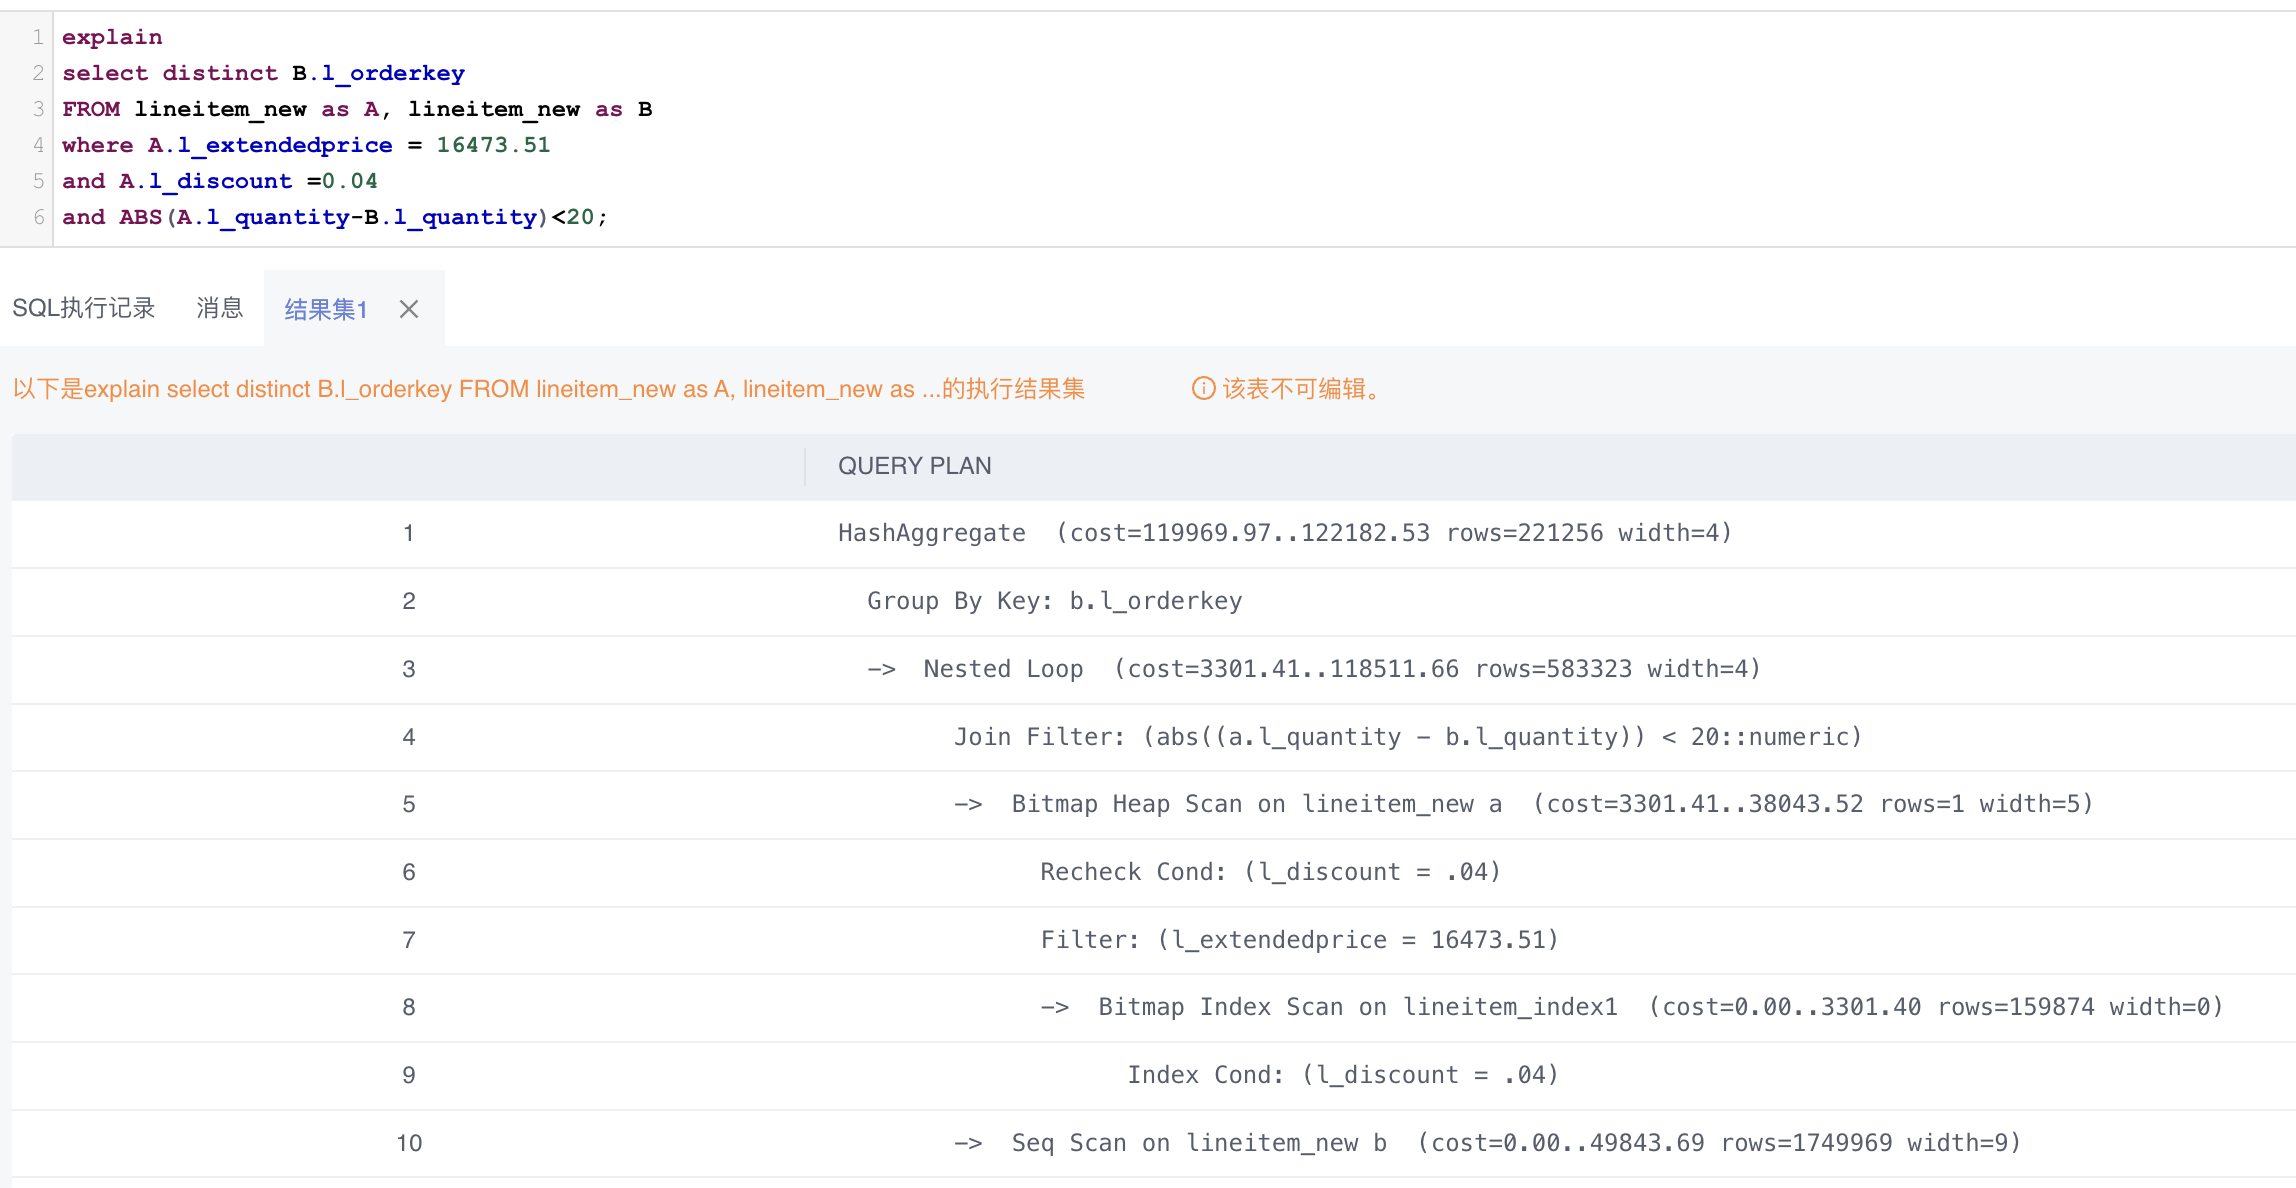 1 explain
2 select distinct B.l_orderkey
3 FROM lineitem_new as A, lineitem_new as B
4 where A.l_extendedprice = 16473.51
5 and A.l_discount =0.04
6 and ABS(A.l_quantity-B.l_quantity)<20;
SQL执行记录 消息 结果集1
以下是explain select distinct B.l_orderkey FROM lineitem_new as A, lineitem_new as ...的执行结果集 该表不可编辑。
QUERY PLAN
1 HashAggregate (cost=119969.97..122182.53 rows=221256 width=4)
2 Group By Key: b.l_orderkey
3 -> Nested Loop (cost=3301.41..118511.66 rows=583323 width=4)
4 Join Filter: (abs((a.l_quantity - b.l_quantity)) < 20::numeric)
5 -> Bitmap Heap Scan on lineitem_new a (cost=3301.41..38043.52 rows=1 width=5)
6 Recheck Cond: (l_discount = .04)
7 Filter: (l_extendedprice = 16473.51)
8 -> Bitmap Index Scan on lineitem_index1 (cost=0.00..3301.40 rows=159874 width=0)
9 Index Cond: (l_discount = .04)
10 -> Seq Scan on lineitem_new b (cost=0.00..49843.69 rows=1749969 width=9)